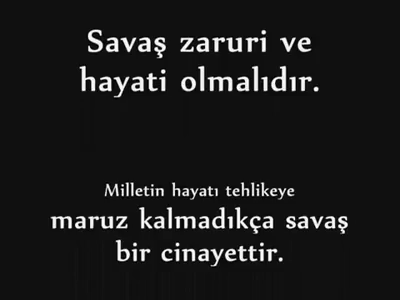 Savaş zaruri ve
hayati olmalıdır.
Milletin hayatı tehlikeye
maruz kalmadıkça savaş
bir cinayettir.